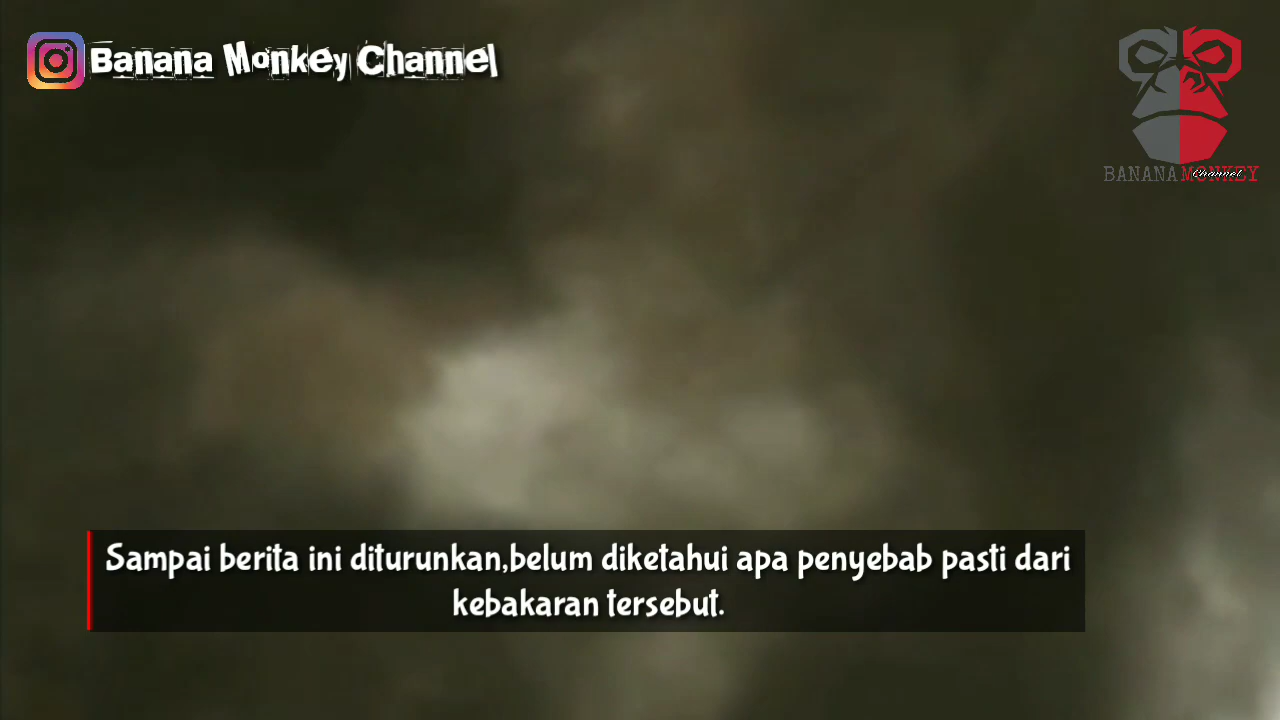 Banana Monkey Channel
BANANA MONKEY
Channel
Sampai berita ini diturunkan,belum diketahui apa penyebab pasti dari
kebakaran tersebut.